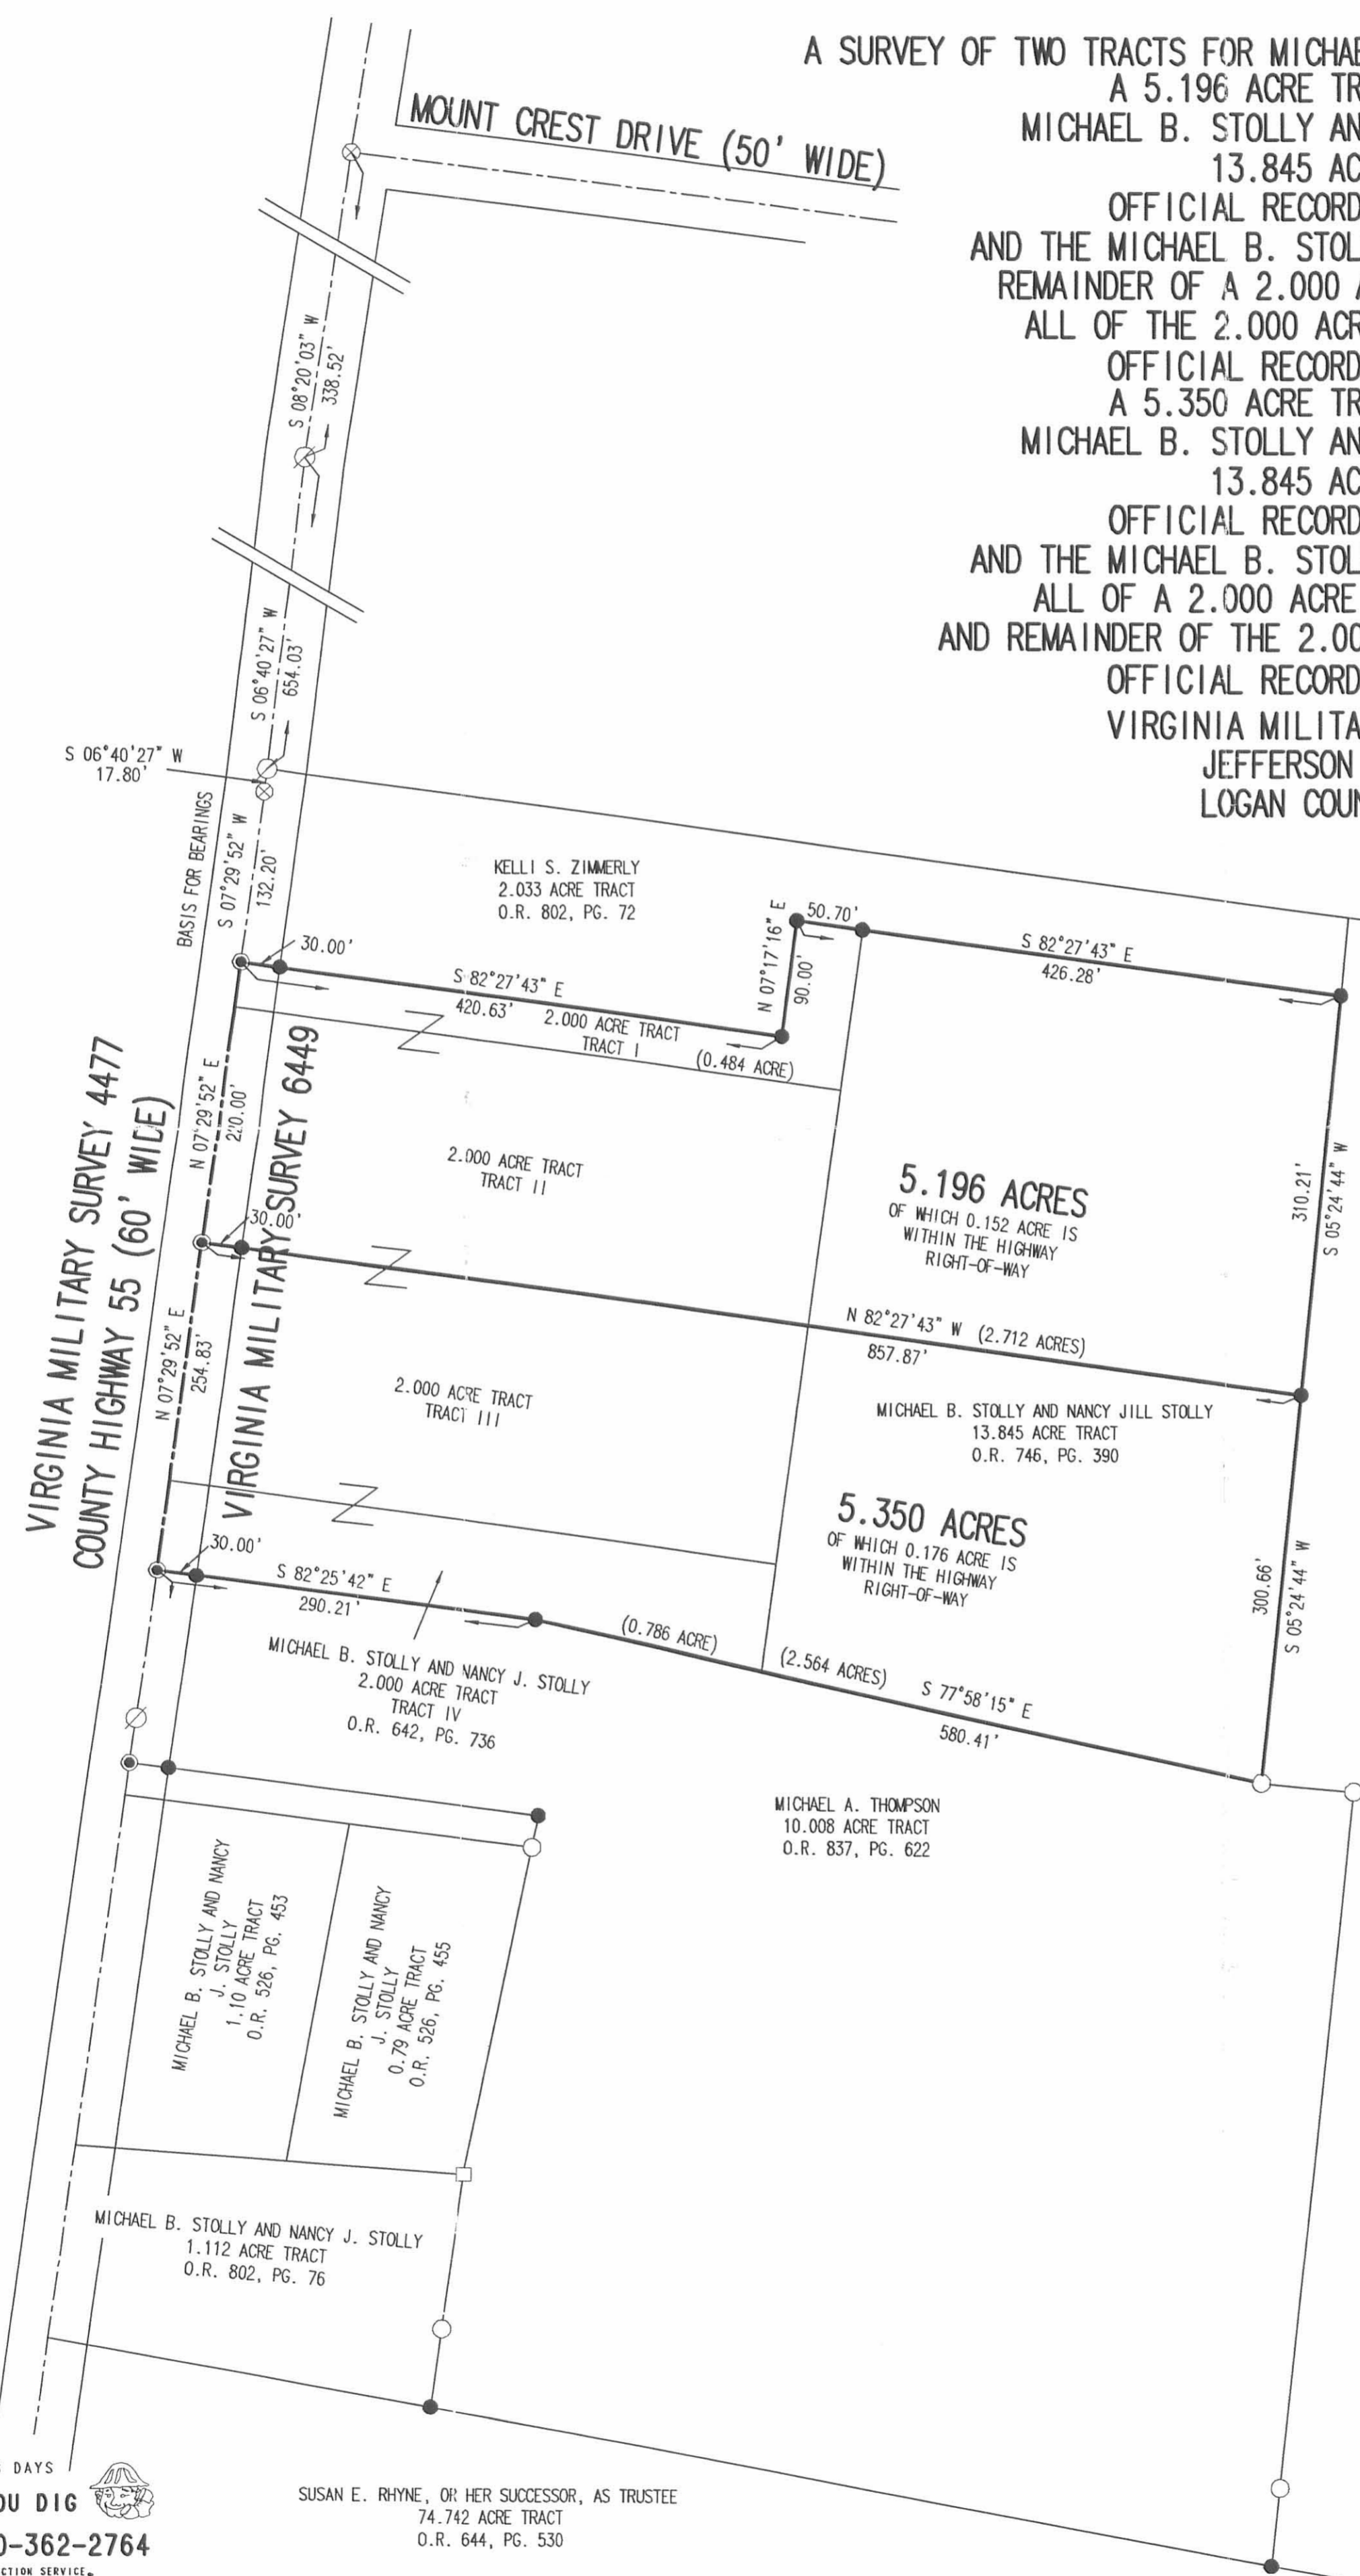 A SURVEY OF TWO TRACTS FOR MICHAE
A 5.196 ACRE TR
MICHAEL B. STOLLY AN
13.845 AC
OFFICIAL RECORD
AND THE MICHAEL B. STOL
REMAINDER OF A 2.000 A
ALL OF THE 2.000 ACR
OFFICIAL RECORD
A 5.350 ACRE TR
MICHAEL B. STOLLY AN
13.845 AC
OFFICIAL RECORD
AND THE MICHAEL B. STOL
ALL OF A 2.000 ACRE
AND REMAINDER OF THE 2.00
OFFICIAL RECORD
VIRGINIA MILITA
JEFFERSON
LOGAN COUN
MOUNT CREST DRIVE (50' WIDE)
S 08°20'03" W
338.52'
S 06°40'27" W
654.03'
S 06°40'27" W
17.80'
BASIS FOR BEARINGS
S 07°29'52" W
132.20'
KELLI S. ZIMMERLY
2.033 ACRE TRACT
O.R. 802, PG. 72
30.00'
S 82°27'43" E
420.63'
N 07°17'16" E
90.00'
50.70'
S 82°27'43" E
426.28'
2.000 ACRE TRACT
TRACT I
(0.484 ACRE)
N 07°29'52" E
220.00'
VIRGINIA MILITARY SURVEY 4477
COUNTY HIGHWAY 55 (60' WIDE)
VIRGINIA MILITARY SURVEY 6449
2.000 ACRE TRACT
TRACT II
5.196 ACRES
OF WHICH 0.152 ACRE IS
WITHIN THE HIGHWAY
RIGHT-OF-WAY
310.21'
S 05°24'44" W
30.00'
N 82°27'43" W (2.712 ACRES)
857.87'
N 07°29'52" E
254.83'
2.000 ACRE TRACT
TRACT III
MICHAEL B. STOLLY AND NANCY JILL STOLLY
13.845 ACRE TRACT
O.R. 746, PG. 390
5.350 ACRES
OF WHICH 0.176 ACRE IS
WITHIN THE HIGHWAY
RIGHT-OF-WAY
300.66'
S 05°24'44" W
30.00'
S 82°25'42" E
290.21'
(0.786 ACRE)
(2.564 ACRES)
S 77°58'15" E
580.41'
MICHAEL B. STOLLY AND NANCY J. STOLLY
2.000 ACRE TRACT
TRACT IV
O.R. 642, PG. 736
MICHAEL A. THOMPSON
10.008 ACRE TRACT
O.R. 837, PG. 622
MICHAEL B. STOLLY AND NANCY
J. STOLLY
1.10 ACRE TRACT
O.R. 526, PG. 453
MICHAEL B. STOLLY AND NANCY
J. STOLLY
0.79 ACRE TRACT
O.R. 526, PG. 455
MICHAEL B. STOLLY AND NANCY J. STOLLY
1.112 ACRE TRACT
O.R. 802, PG. 76
SUSAN E. RHYNE, OR HER SUCCESSOR, AS TRUSTEE
74.742 ACRE TRACT
O.R. 644, PG. 530
DAYS
OU DIG
0-362-2764
CTION SERVICE.